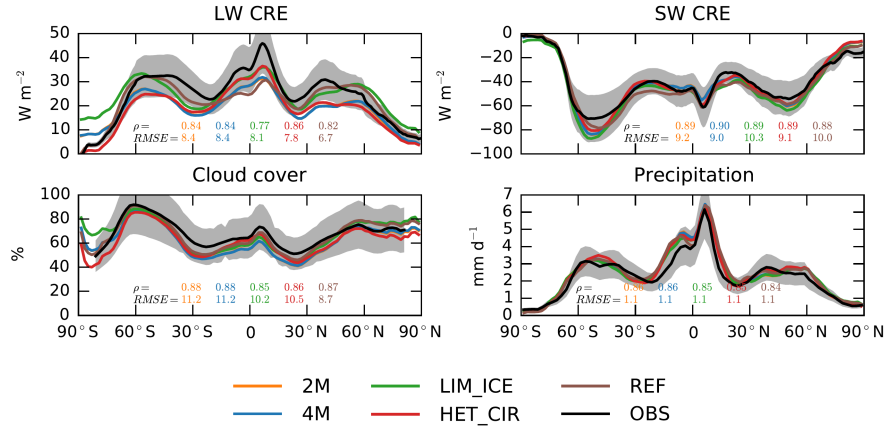 LW CRE
50
40
30
20
10
0
W m⁻²
ρ = 0.84 0.84 0.77 0.86 0.82
RMSE = 8.4 8.4 8.1 7.8 6.7
SW CRE
0
−20
−40
−60
−80
−100
W m⁻²
ρ = 0.89 0.90 0.89 0.89 0.88
RMSE = 9.2 9.0 10.3 9.1 10.0
Cloud cover
100
80
60
40
20
0
%
ρ = 0.88 0.88 0.85 0.86 0.87
RMSE = 11.2 11.2 10.2 10.5 8.7
90° S 60° S 30° S 0 30° N 60° N 90° N
Precipitation
7
6
5
4
3
2
1
0
mm d⁻¹
ρ = 0.86 0.85 0.84
RMSE = 1.1 1.1 1.1 1.1 1.1
90° S 60° S 30° S 0 30° N 60° N 90° N
2M LIM_ICE REF
4M HET_CIR OBS